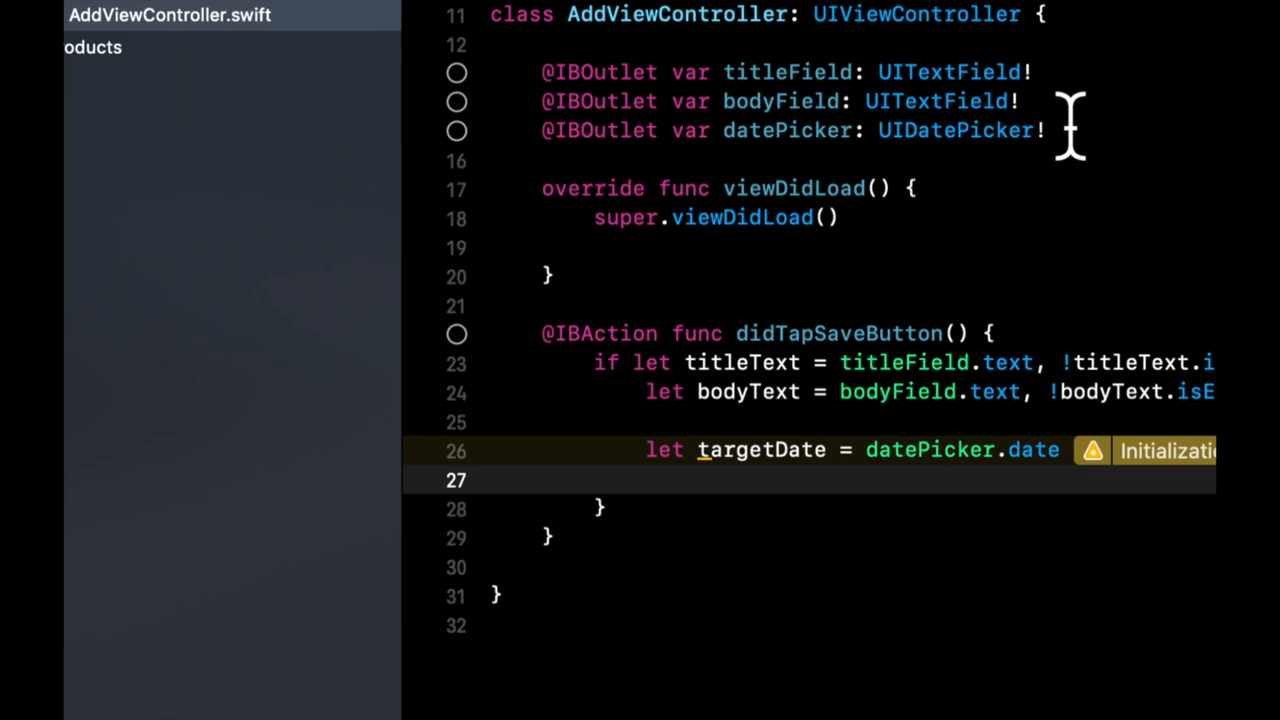 AddViewController.swift
oducts
11 class AddViewController: UIViewController {
12
@IBOutlet var titleField: UITextField!
@IBOutlet var bodyField: UITextField!
@IBOutlet var datePicker: UIDatePicker!
16
17 override func viewDidLoad() {
18 super.viewDidLoad()
19
20 }
21
@IBAction func didTapSaveButton() {
23 if let titleText = titleField.text, !titleText.i
24 let bodyText = bodyField.text, !bodyText.isE
25
26 let targetDate = datePicker.date Initializati
27
28 }
29 }
30
31 }
32